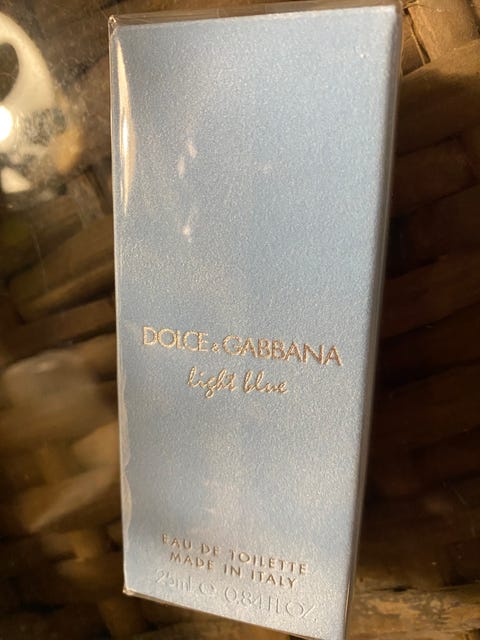 DOLCE & GABBANA
light blue
EAU DE TOILETTE
MADE IN ITALY
25ml ℮ 0.84 FL.OZ